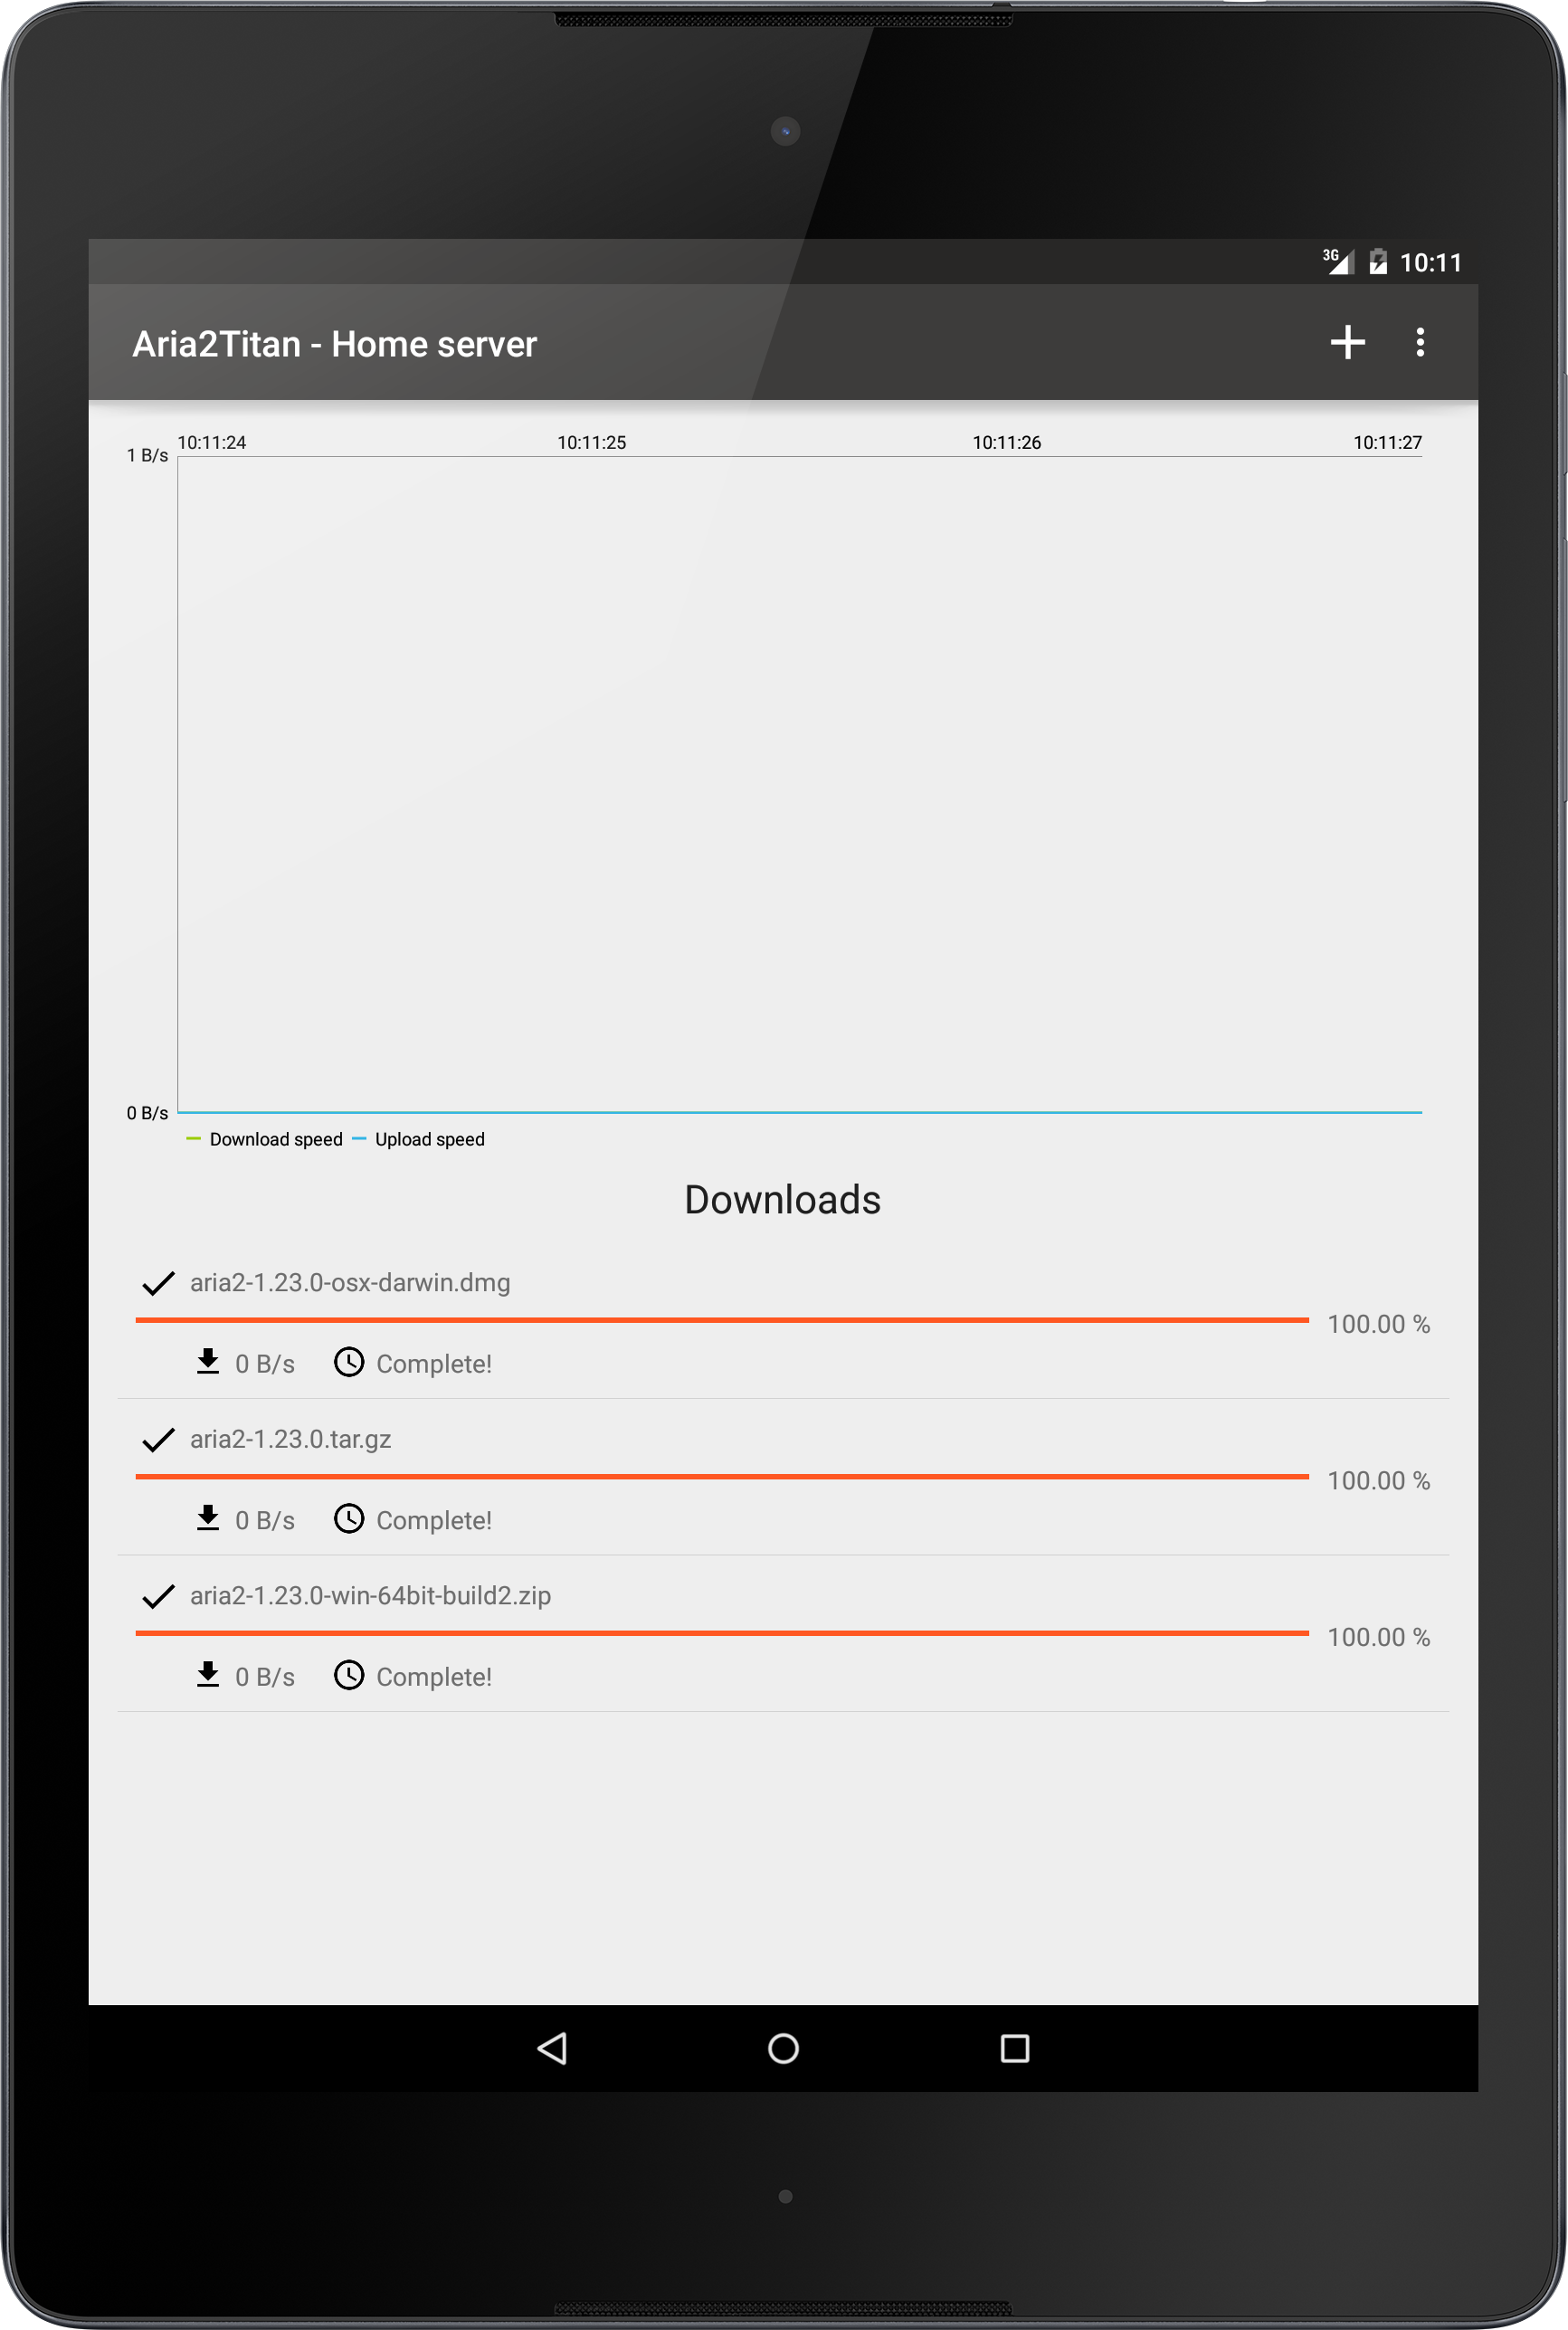 3G 10:11
Aria2Titan - Home server
10:11:24 10:11:25 10:11:26 10:11:27
1 B/s
0 B/s
Download speed Upload speed
Downloads
aria2-1.23.0-osx-darwin.dmg
100.00 %
0 B/s Complete!
aria2-1.23.0.tar.gz
100.00 %
0 B/s Complete!
aria2-1.23.0-win-64bit-build2.zip
100.00 %
0 B/s Complete!